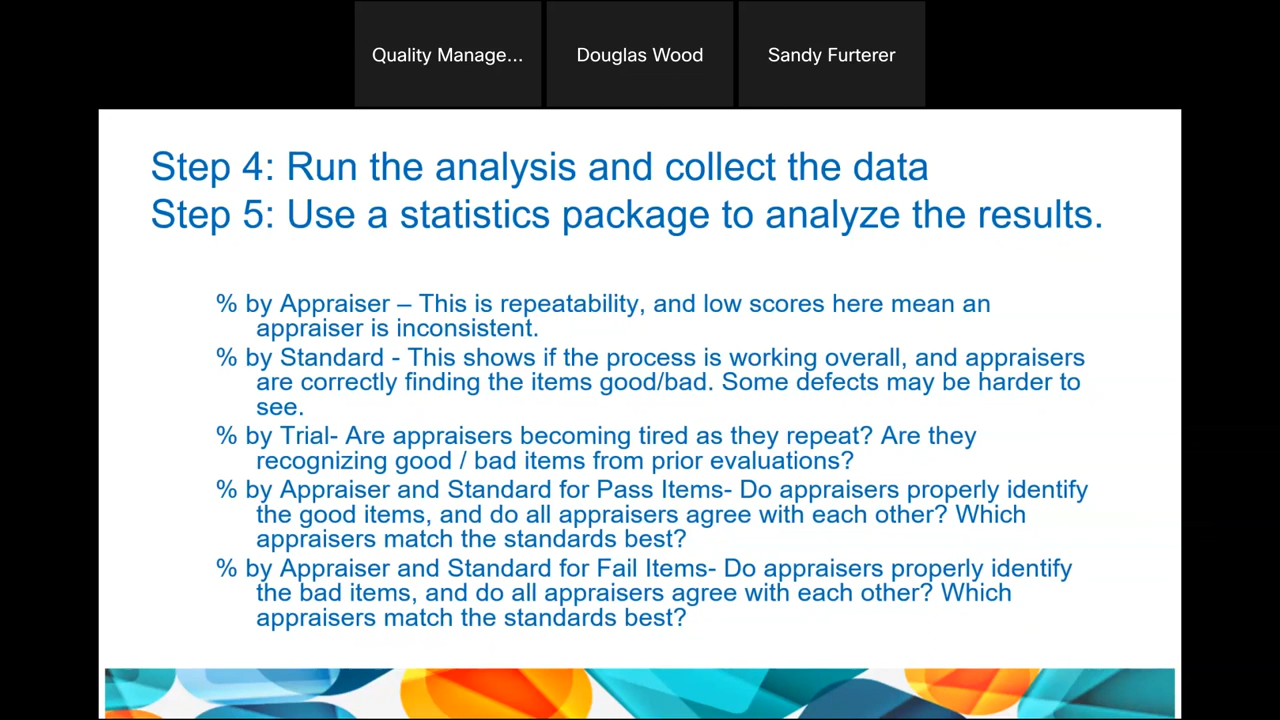 Quality Manage...
Douglas Wood
Sandy Furterer
Step 4: Run the analysis and collect the data
Step 5: Use a statistics package to analyze the results.
% by Appraiser – This is repeatability, and low scores here mean an
appraiser is inconsistent.
% by Standard - This shows if the process is working overall, and appraisers
are correctly finding the items good/bad. Some defects may be harder to
see.
% by Trial- Are appraisers becoming tired as they repeat? Are they
recognizing good / bad items from prior evaluations?
% by Appraiser and Standard for Pass Items- Do appraisers properly identify
the good items, and do all appraisers agree with each other? Which
appraisers match the standards best?
% by Appraiser and Standard for Fail Items- Do appraisers properly identify
the bad items, and do all appraisers agree with each other? Which
appraisers match the standards best?